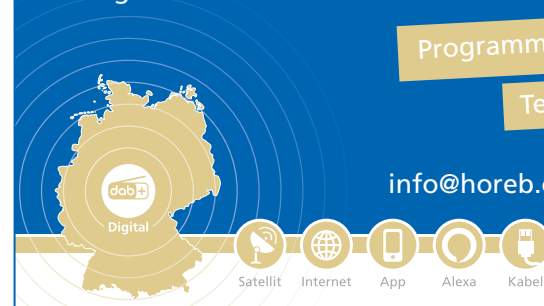 Programm
Te
info@horeb.
dab+
Digital
Satellit Internet App Alexa Kabel